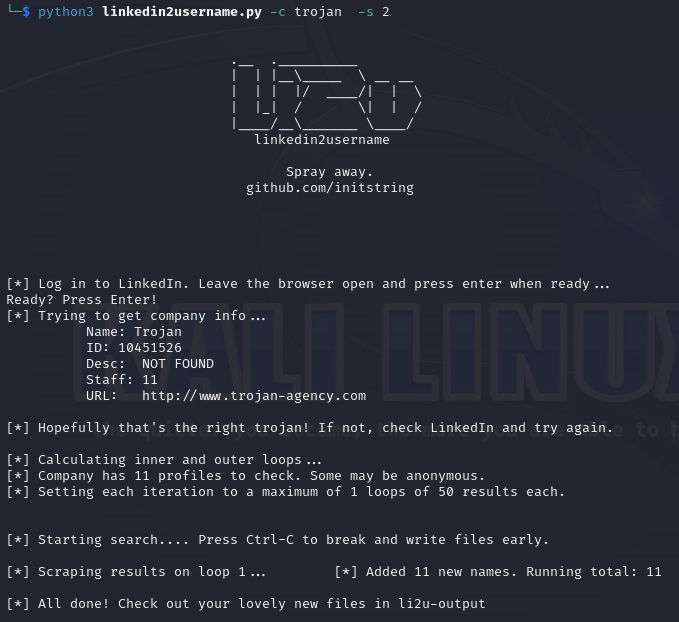 └─$ python3 linkedin2username.py -c trojan  -s 2
linkedin2username
Spray away.
github.com/initstring
[*] Log in to LinkedIn. Leave the browser open and press enter when ready...
Ready? Press Enter!
[*] Trying to get company info...
Name: Trojan
ID: 10451526
Desc:  NOT FOUND
Staff: 11
URL:   http://www.trojan-agency.com
[*] Hopefully that's the right trojan! If not, check LinkedIn and try again.
[*] Calculating inner and outer loops...
[*] Company has 11 profiles to check. Some may be anonymous.
[*] Setting each iteration to a maximum of 1 loops of 50 results each.
[*] Starting search.... Press Ctrl-C to break and write files early.
[*] Scraping results on loop 1...        [*] Added 11 new names. Running total: 11
[*] All done! Check out your lovely new files in li2u-output
KALI LINUX